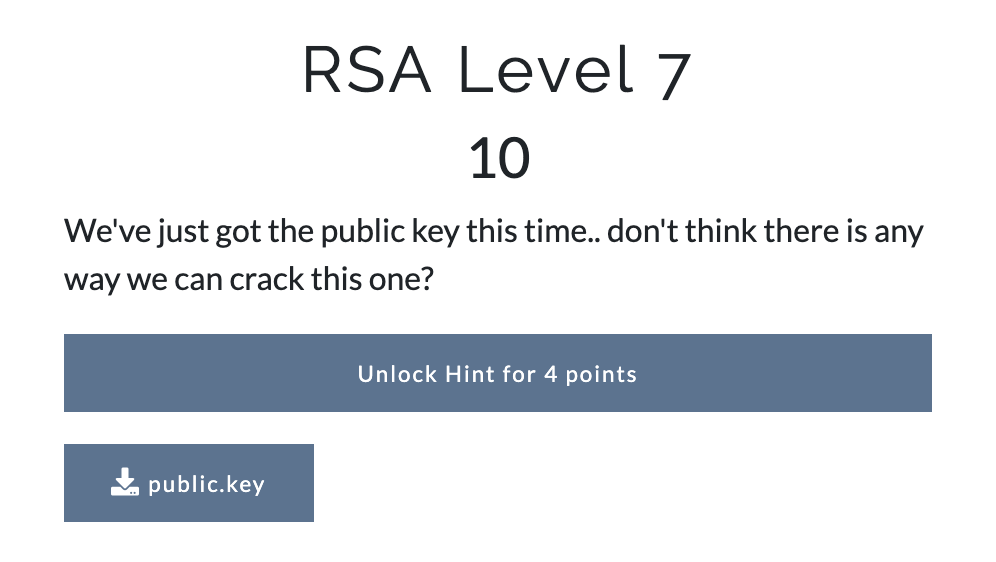 RSA Level 7
10
We've just got the public key this time.. don't think there is any
way we can crack this one?
Unlock Hint for 4 points
public.key